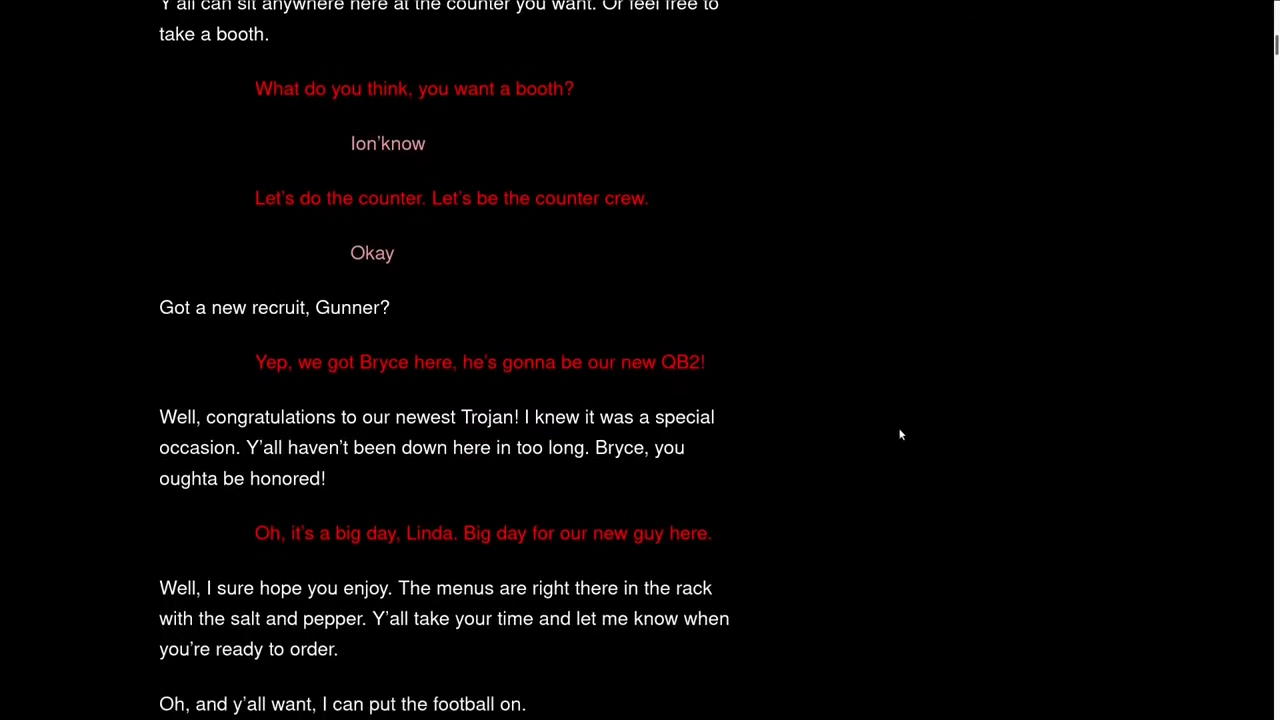 Y'all can sit anywhere here at the counter you want. Or feel free to
take a booth.
What do you think, you want a booth?
Ion'know
Let's do the counter. Let's be the counter crew.
Okay
Got a new recruit, Gunner?
Yep, we got Bryce here, he's gonna be our new QB2!
Well, congratulations to our newest Trojan! I knew it was a special
occasion. Y'all haven't been down here in too long. Bryce, you
oughta be honored!
Oh, it's a big day, Linda. Big day for our new guy here.
Well, I sure hope you enjoy. The menus are right there in the rack
with the salt and pepper. Y'all take your time and let me know when
you're ready to order.
Oh, and y'all want, I can put the football on.